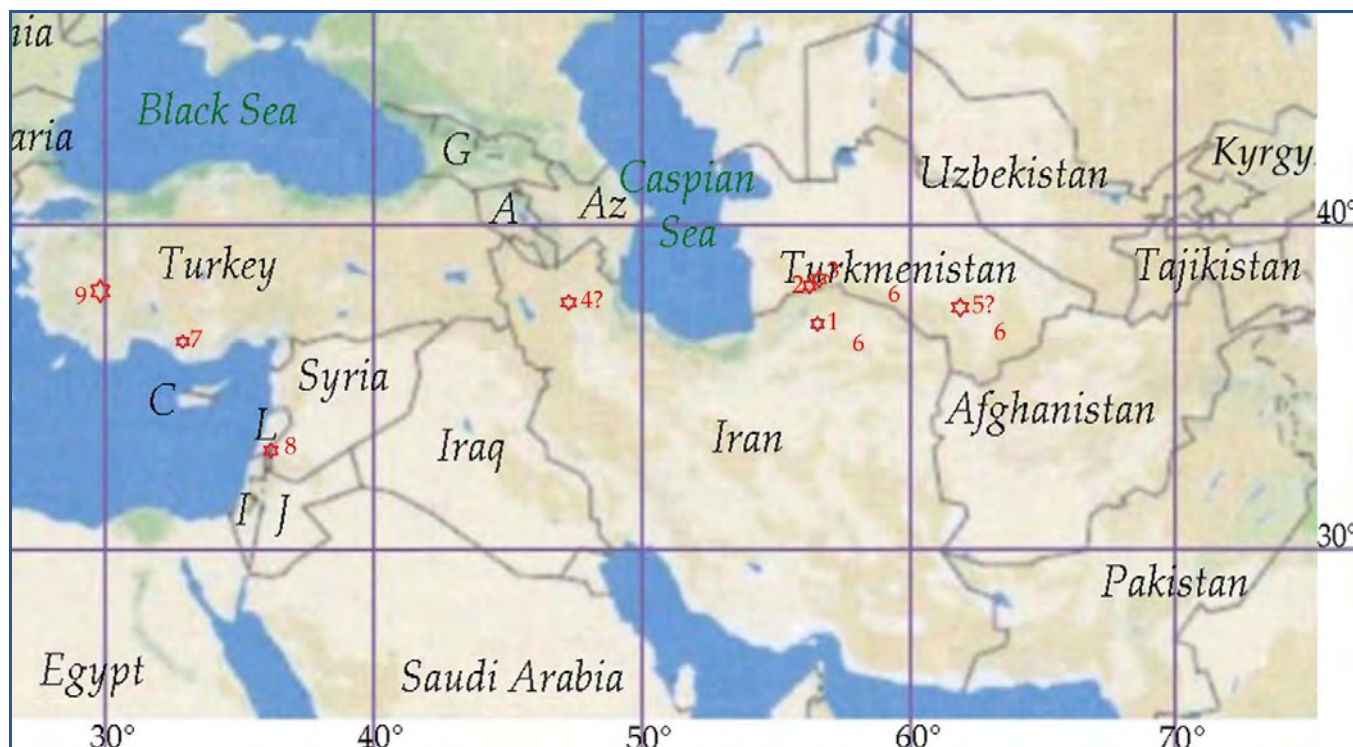 nia
Black Sea
aria
G
Caspian
Sea
Uzbekistan
Kyrgy
A
Az
40°
Turkey
Turkmenistan
Tajikistan
9
4?
2
3
6
5?
6
1
6
7
Syria
C
L
Iraq
Iran
Afghanistan
8
I
J
30°
Pakistan
Egypt
Saudi Arabia
30°
40°
50°
60°
70°